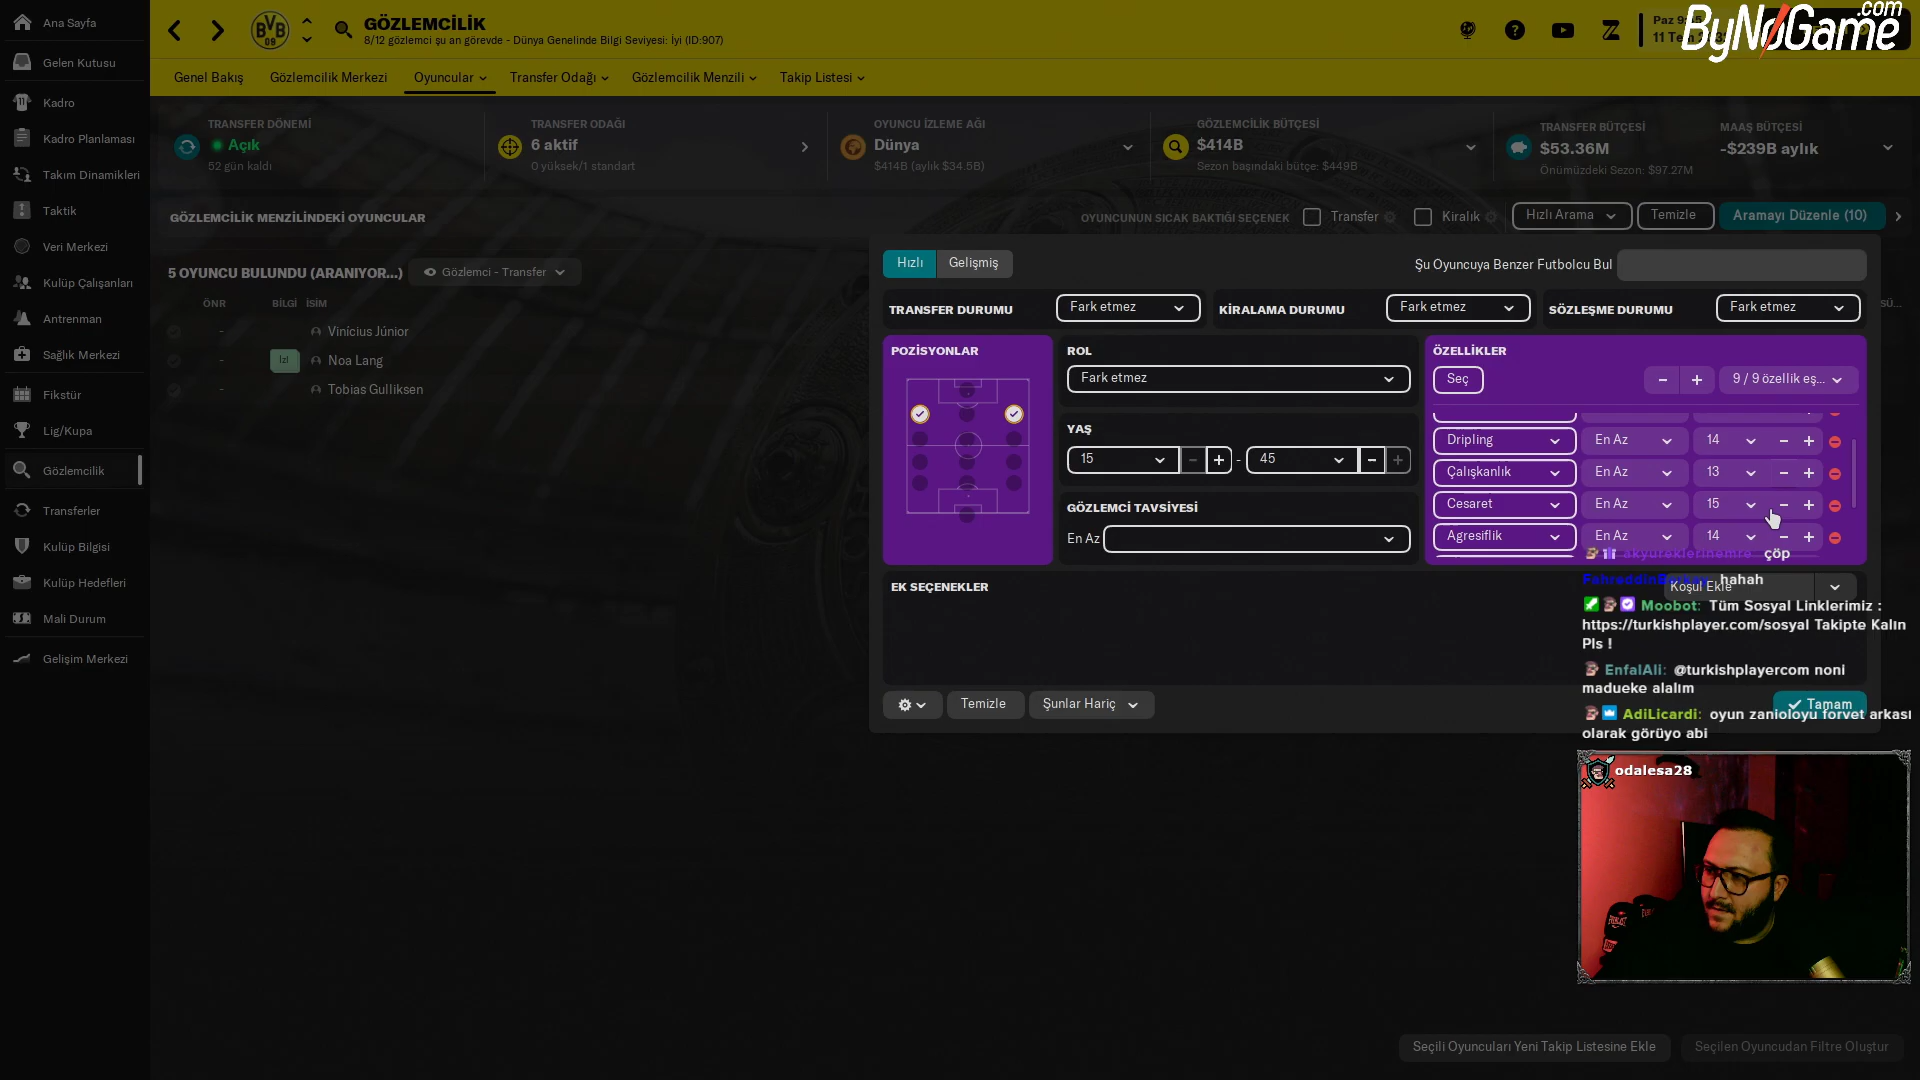 Ana Sayfa
Gelen Kutusu
Kadro
Kadro Planlaması
Takım Dinamikleri
Taktik
Veri Merkezi
Kulüp Çalışanları
Antrenman
Sağlık Merkezi
Fikstür
Lig/Kupa
Gözlemcilik
Transferler
Kulüp Bilgisi
Kulüp Hedefleri
Mali Durum
Gelişim Merkezi
BVB
09
GÖZLEMCİLİK
8/12 gözlemci şu an görevde - Dünya Genelinde Bilgi Seviyesi: İyi (ID:907)
ByNoGame
.com
Genel Bakış
Gözlemcilik Merkezi
Oyuncular
Transfer Odağı
Gözlemcilik Menzili
Takip Listesi
TRANSFER DÖNEMİ
Açık
52 gün kaldı
TRANSFER ODAĞI
6 aktif
0 yüksek/1 standart
OYUNCU İZLEME AĞI
Dünya
$414B (aylık $34.5B)
GÖZLEMCİLİK BÜTÇESİ
$414B
Sezon başındaki bütçe: $449B
TRANSFER BÜTÇESİ
$53.36M
Önümüzdeki Sezon: $97.27M
MAAŞ BÜTÇESİ
-$239B aylık
GÖZLEMCİLİK MENZİLİNDEKİ OYUNCULAR
OYUNCUNUN SICAK BAKTIĞI SEÇENEK
Transfer
Kiralık
Hızlı Arama
Temizle
Aramayı Düzenle (10)
5 OYUNCU BULUNDU (ARANIYOR...)
Gözlemci - Transfer
ÖNR
BİLGİ
İSİM
- Vinícius Júnior
- İzl Noa Lang
- Tobias Gulliksen
Hızlı
Gelişmiş
Şu Oyuncuya Benzer Futbolcu Bul
TRANSFER DURUMU
Fark etmez
KİRALAMA DURUMU
Fark etmez
SÖZLEŞME DURUMU
Fark etmez
SÜ...
POZİSYONLAR
ROL
Fark etmez
YAŞ
15 - 45
GÖZLEMCİ TAVSİYESİ
En Az
ÖZELLİKLER
Seç
9 / 9 özellik eş...
Dripling En Az 14
Çalışkanlık En Az 13
Cesaret En Az 15
Agresiflik En Az 14
EK SEÇENEKLER
Koşul Ekle
Temizle
Şunlar Hariç
Tamam
akyureklerinemre çöp
hahah
Moobot: Tüm Sosyal Linklerimiz :
https://turkishplayer.com/sosyal Takipte Kalın
Pls !
EnfalAli: @turkishplayercom noni
madueke alalım
AdiLicardi: oyun zanioloyu forvet arkası
olarak görüyo abi
odalesa28
Seçili Oyuncuları Yeni Takip Listesine Ekle
Seçilen Oyuncudan Filtre Oluştur